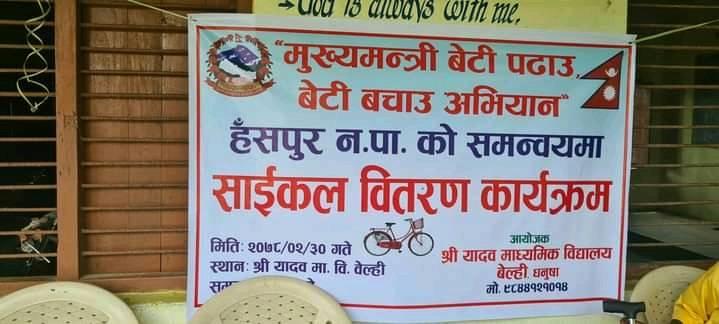 → God is always with me.
"मुख्यमन्त्री बेटी पढाउ,
बेटी बचाउ अभियान"
हँसपुर न.पा. को समन्वयमा
साईकल वितरण कार्यक्रम
मिति: २०७८/०२/३० गते
स्थान: श्री यादव मा. वि. वेल्ही
आयोजक
श्री यादव माध्यमिक विद्यालय
बेल्ही, धनुषा
मो. ९८४४१२१०१४